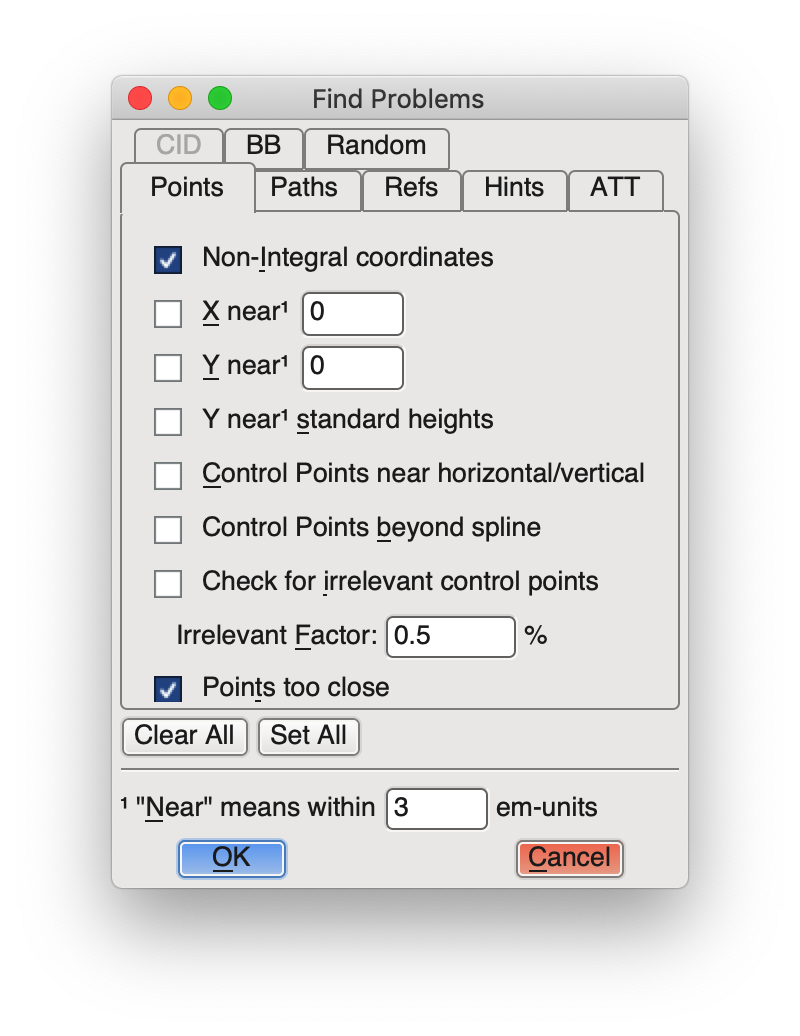 Find Problems
CID BB Random
Points Paths Refs Hints ATT
Non-Integral coordinates
X near¹ 0
Y near¹ 0
Y near¹ standard heights
Control Points near horizontal/vertical
Control Points beyond spline
Check for irrelevant control points
Irrelevant Factor: 0.5 %
Points too close
Clear All Set All
¹ "Near" means within 3 em-units
OK Cancel